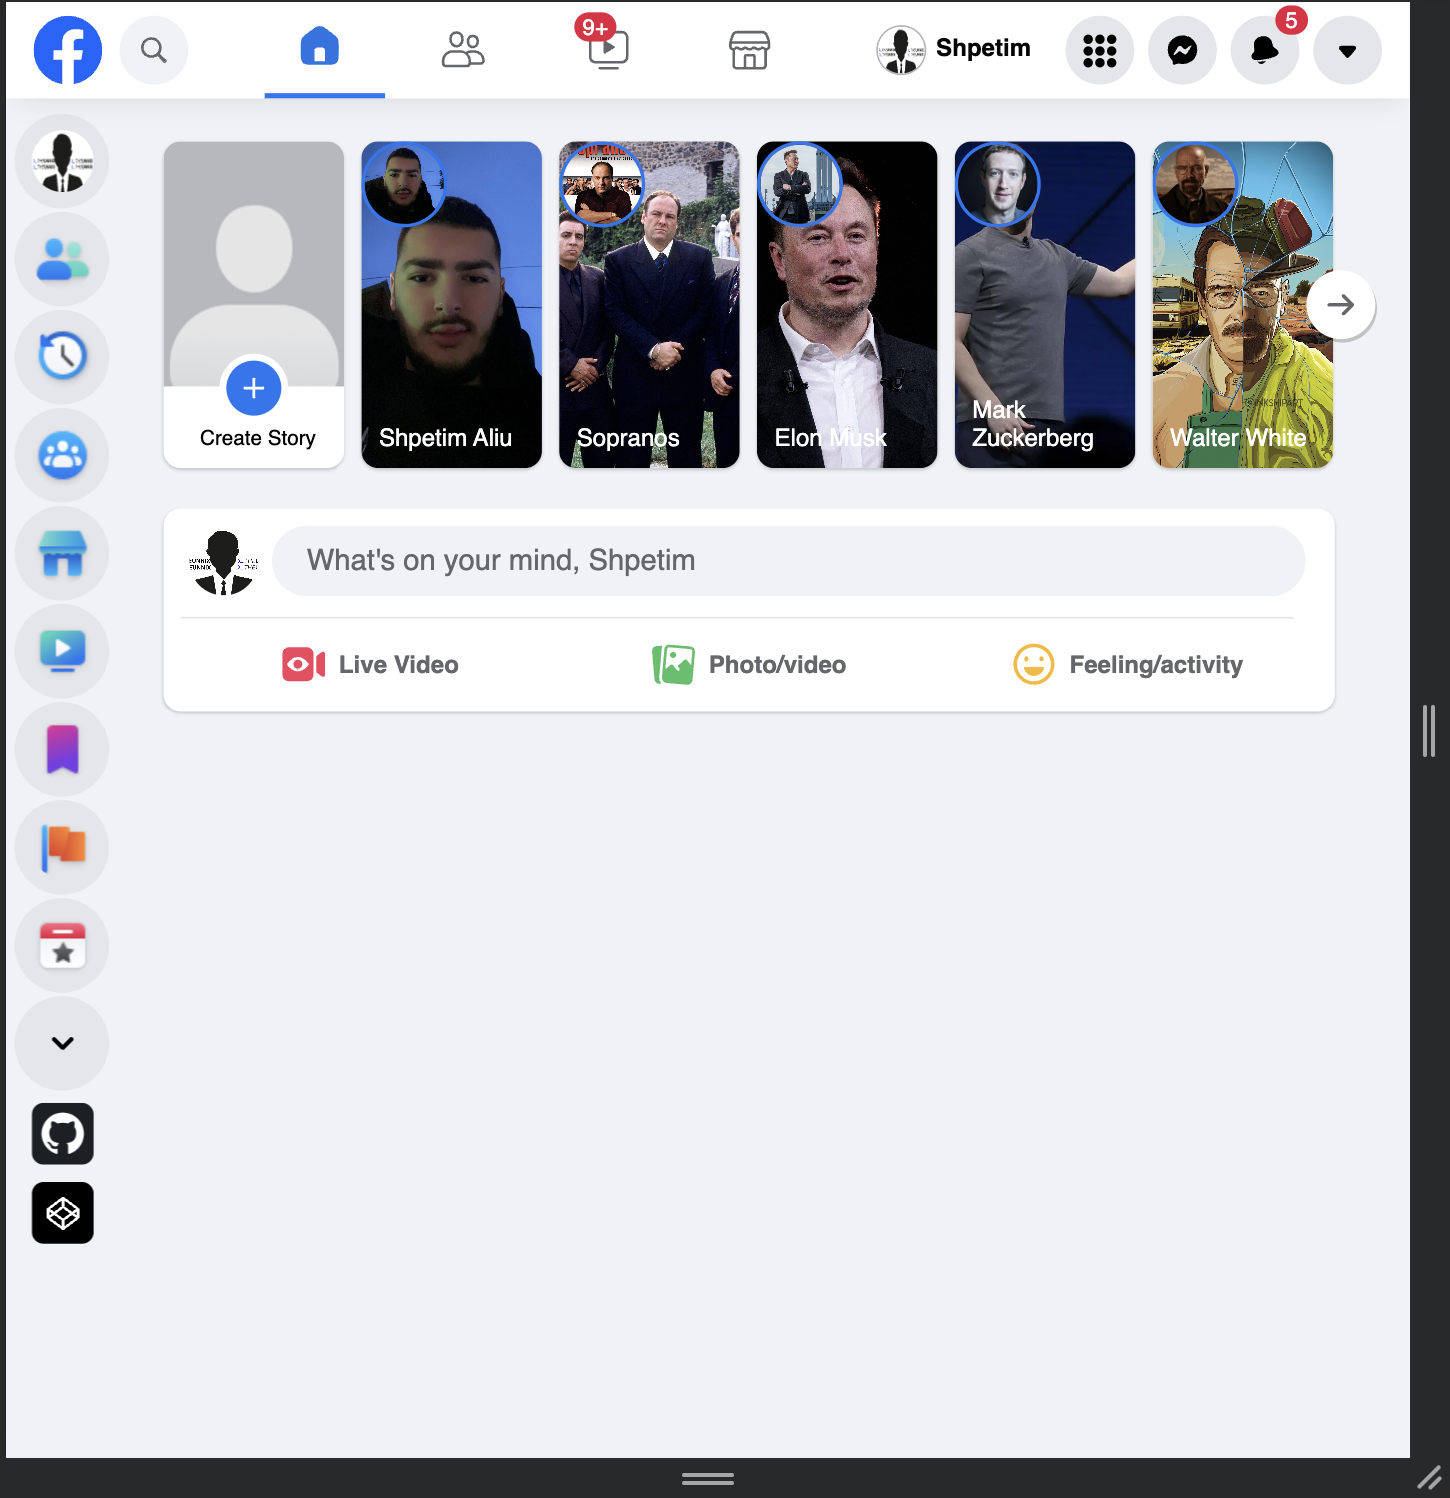 9+
Shpetim
5
Create Story
Shpetim Aliu
Sopranos
Elon Musk
Mark
Zuckerberg
Walter White
What's on your mind, Shpetim
Live Video
Photo/video
Feeling/activity